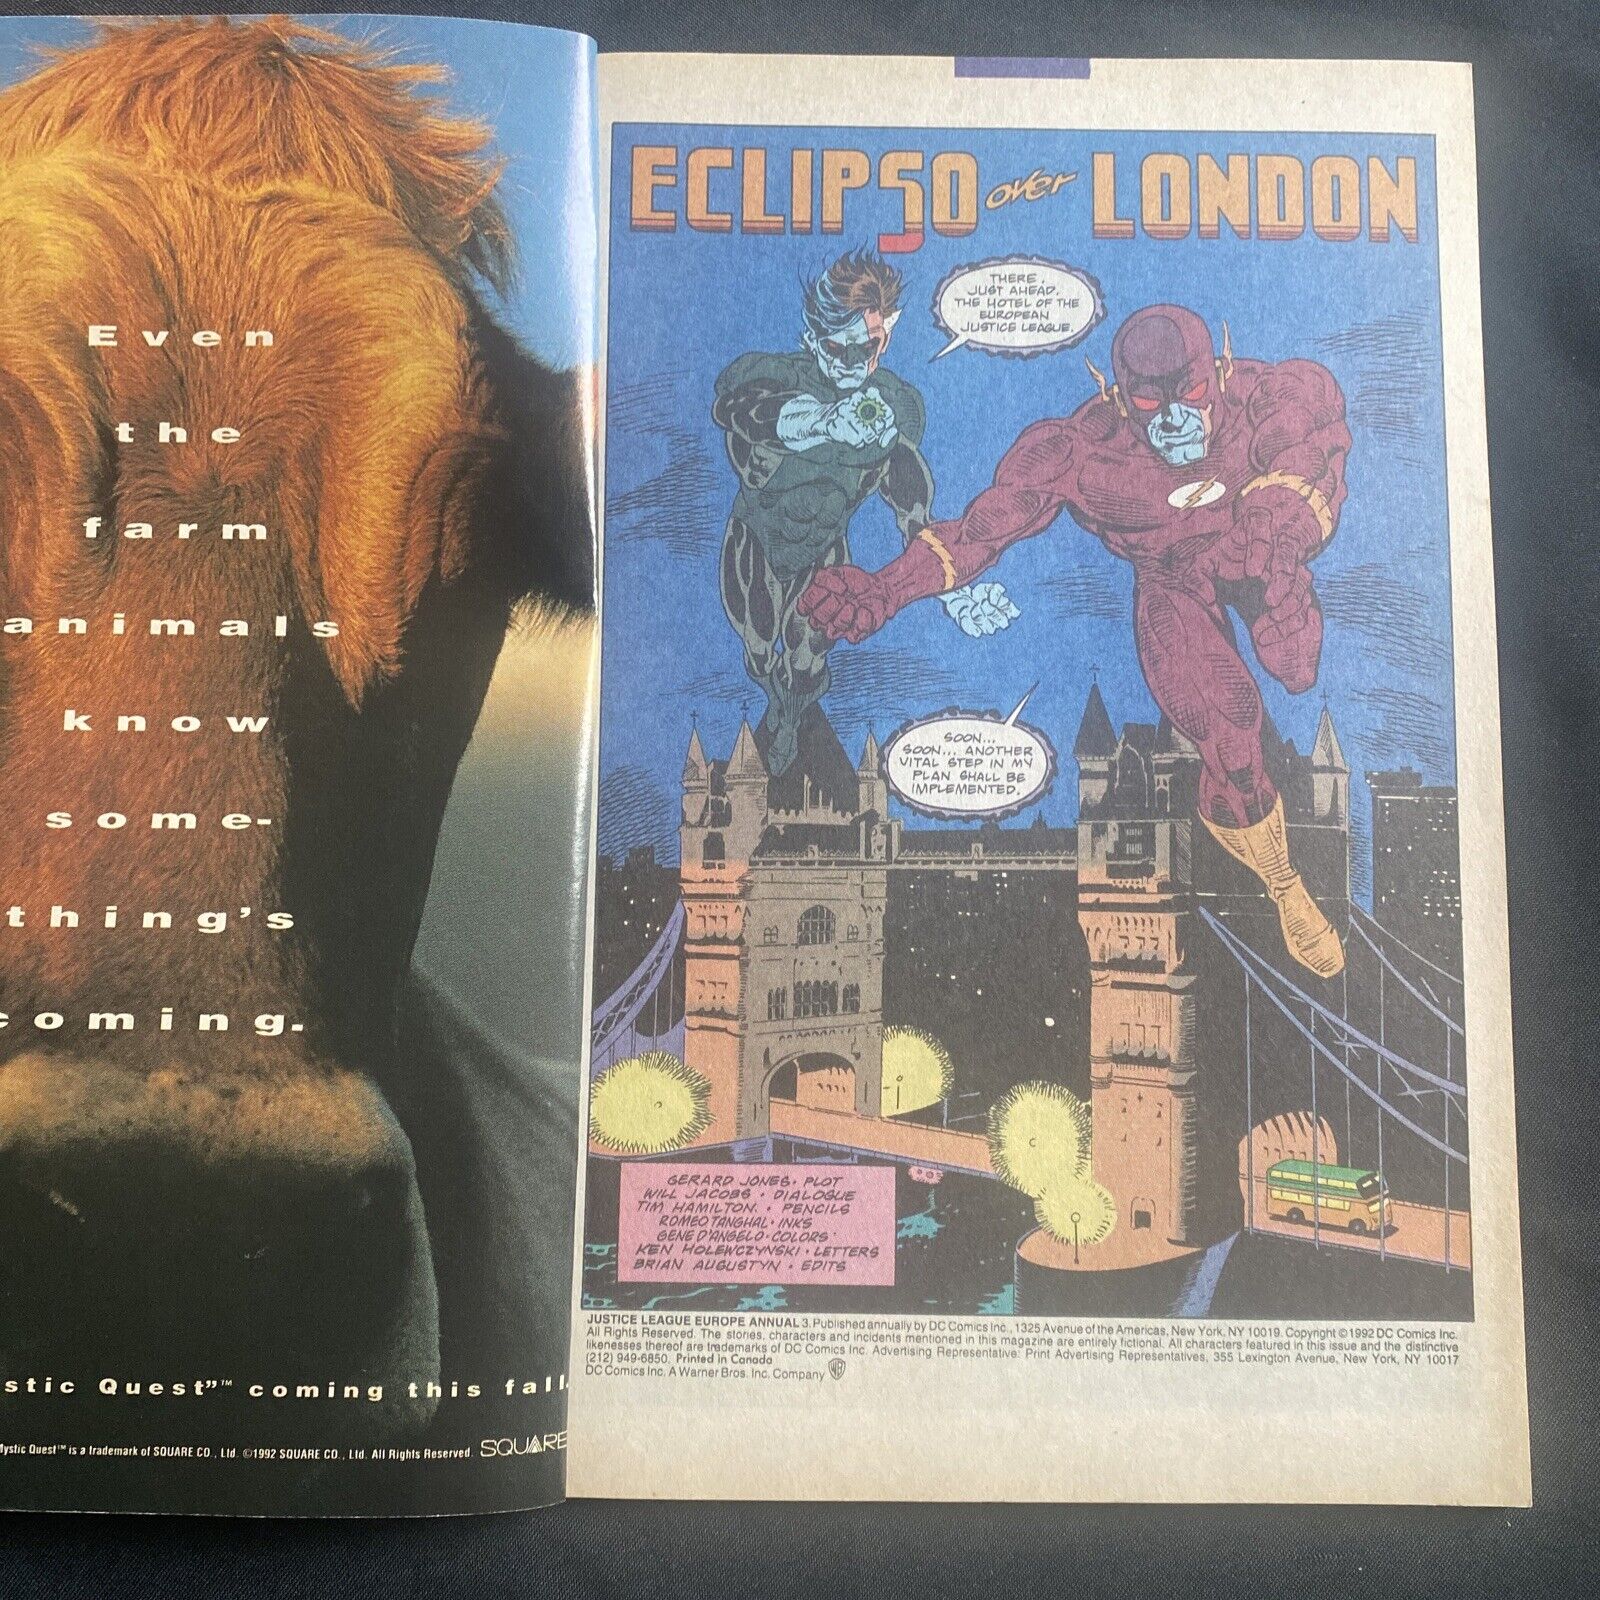 Even
the
farm
animals
know
some-
thing's
coming.
stic Quest”™ coming this fall.
Mystic Quest™ is a trademark of SQUARE CO., Ltd. ©1992 SQUARE CO., Ltd. All Rights Reserved. SQUARE
ECLIPSO over LONDON
THERE,
JUST AHEAD.
THE HOTEL OF THE
EUROPEAN
JUSTICE LEAGUE.
SOON...
SOON... ANOTHER
VITAL STEP IN MY
PLAN SHALL BE
IMPLEMENTED.
GERARD JONES · PLOT
WILL JACOBS · DIALOGUE
TIM HAMILTON · PENCILS
ROMEO TANGHAL · INKS
GENE D'ANGELO · COLORS
KEN HOLEWCZYNSKI · LETTERS
BRIAN AUGUSTYN · EDITS
JUSTICE LEAGUE EUROPE ANNUAL 3. Published annually by DC Comics Inc., 1325 Avenue of the Americas, New York, NY 10019. Copyright ©1992 DC Comics Inc.
All Rights Reserved. The stories, characters and incidents mentioned in this magazine are entirely fictional. All characters featured in this issue and the distinctive
likenesses thereof are trademarks of DC Comics Inc. Advertising Representative: Print Advertising Representatives, 355 Lexington Avenue, New York, NY 10017
(212) 949-6850. Printed in Canada
DC Comics Inc. A Warner Bros. Inc. Company WB